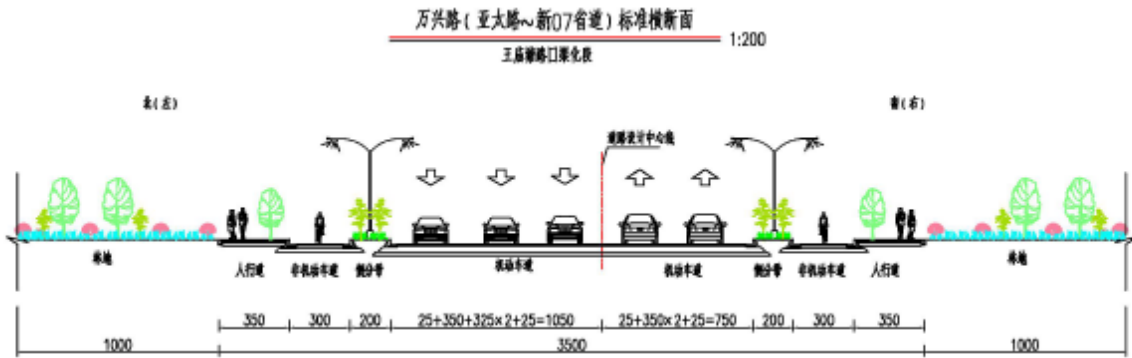 万兴路(亚太路~新07省道)标准横断面
1:200
王庙塘路口渠化段
北(左)
南(右)
道路设计中心线
林地
人行道
非机动车道
侧分带
机动车道
机动车道
侧分带
非机动车道
人行道
林地
350
300
200
25+350+325×2+25=1050
25+350×2+25=750
200
300
350
1000
3500
1000